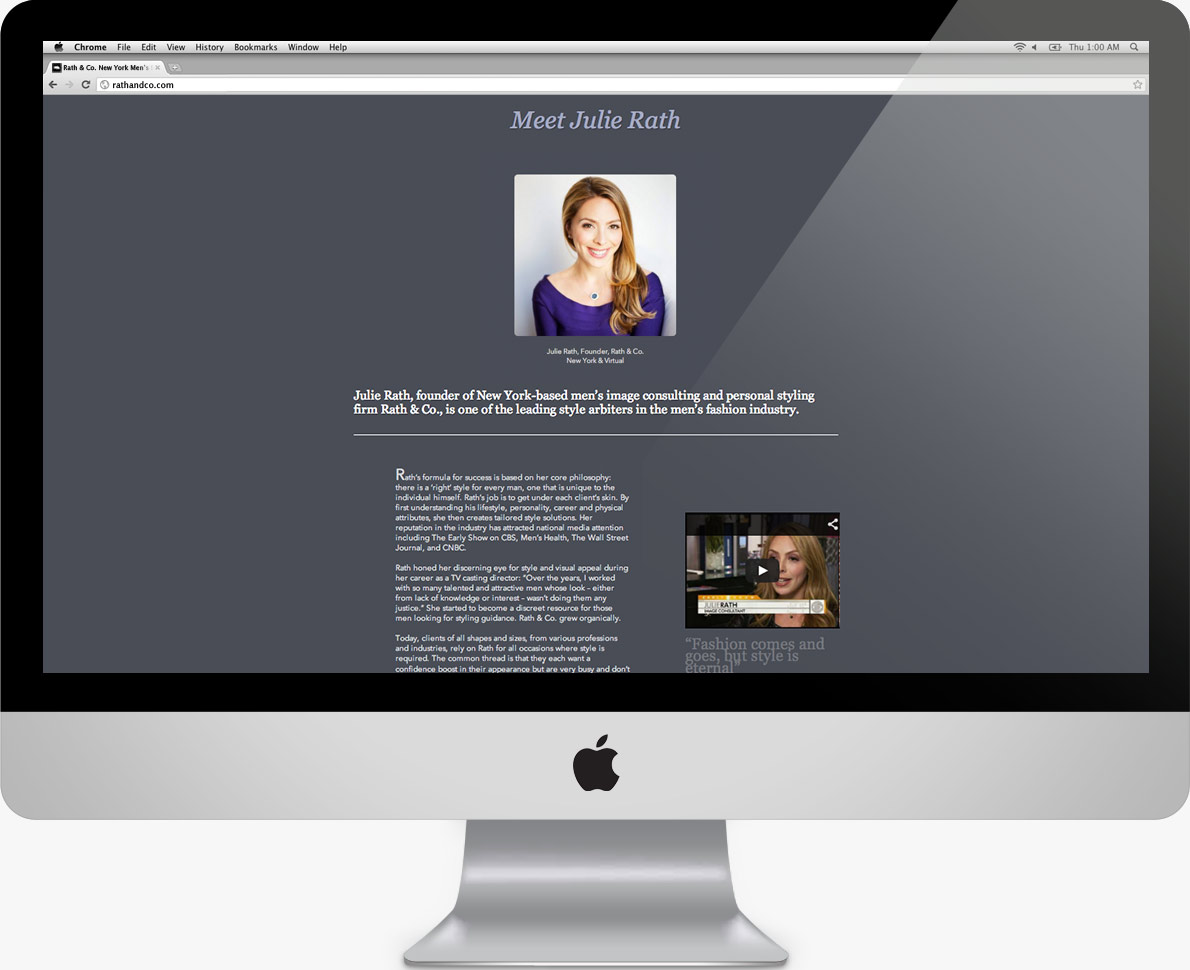 Chrome File Edit View History Bookmarks Window Help Thu 1:00 AM
Rath & Co. New York Men's
rathandco.com
Meet Julie Rath
Julie Rath, Founder, Rath & Co.
New York & Virtual
Julie Rath, founder of New York-based men's image consulting and personal styling
firm Rath & Co., is one of the leading style arbiters in the men's fashion industry.
Rath's formula for success is based on her core philosophy:
there is a 'right' style for every man, one that is unique to the
individual himself. Rath's job is to get under each client's skin. By
first understanding his lifestyle, personality, career and physical
attributes, she then creates tailored style solutions. Her
reputation in the industry has attracted national media attention
including The Early Show on CBS, Men's Health, The Wall Street
Journal, and CNBC.
Rath honed her discerning eye for style and visual appeal during
her career as a TV casting director: "Over the years, I worked
with so many talented and attractive men whose look – either
from lack of knowledge or interest – wasn't doing them any
justice." She started to become a discreet resource for those
men looking for styling guidance. Rath & Co. grew organically.
Today, clients of all shapes and sizes, from various professions
and industries, rely on Rath for all occasions where style is
required. The common thread is that they each want a
confidence boost in their appearance but are very busy and don't
JULIE RATH
IMAGE CONSULTANT
"Fashion comes and
goes, but style is
eternal"